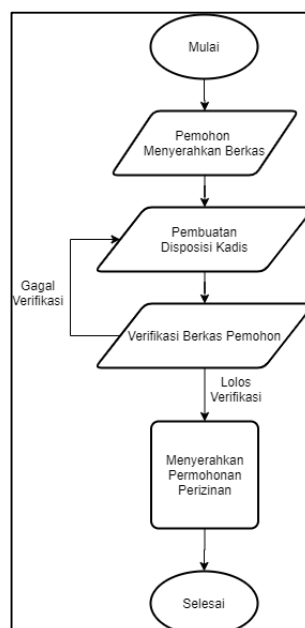 Mulai
Pemohon
Menyerahkan Berkas
Pembuatan
Disposisi Kadis
Gagal
Verifikasi
Verifikasi Berkas Pemohon
Lolos
Verifikasi
Menyerahkan
Permohonan
Perizinan
Selesai